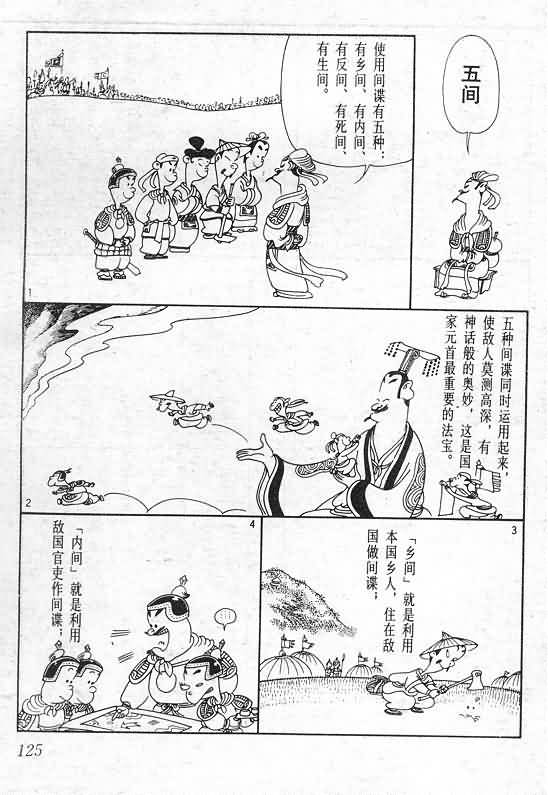 五间
使用间谍有五种：
有乡间、有内间、
有反间、有死间、
有生间。
1
五种间谍同时运用起来，
使敌人莫测高深，有
神话般的奥妙，这是国
家元首最重要的法宝。
2
3
「乡间」就是利用
本国乡人，住在敌
国做间谍；
4
「内间」就是利用
敌国官吏作间谍；
……
125